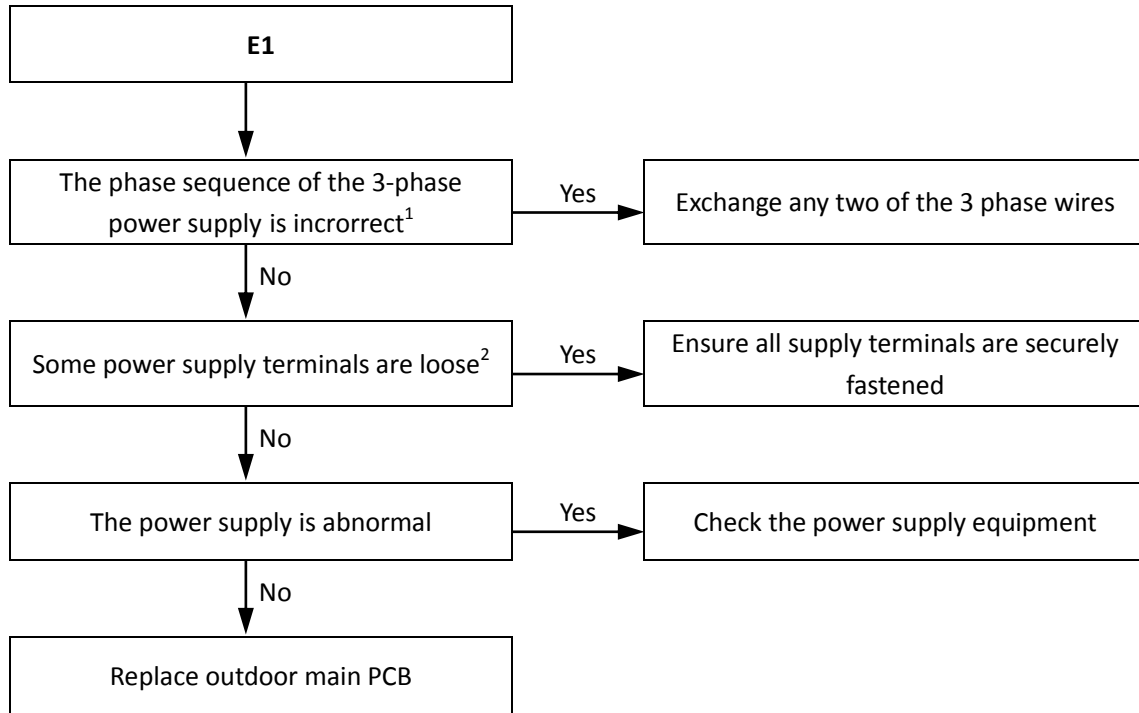 E1
The phase sequence of the 3-phase
power supply is incrorrect1
Yes
Exchange any two of the 3 phase wires
No
Some power supply terminals are loose2
Yes
Ensure all supply terminals are securely
fastened
No
The power supply is abnormal
Yes
Check the power supply equipment
No
Replace outdoor main PCB